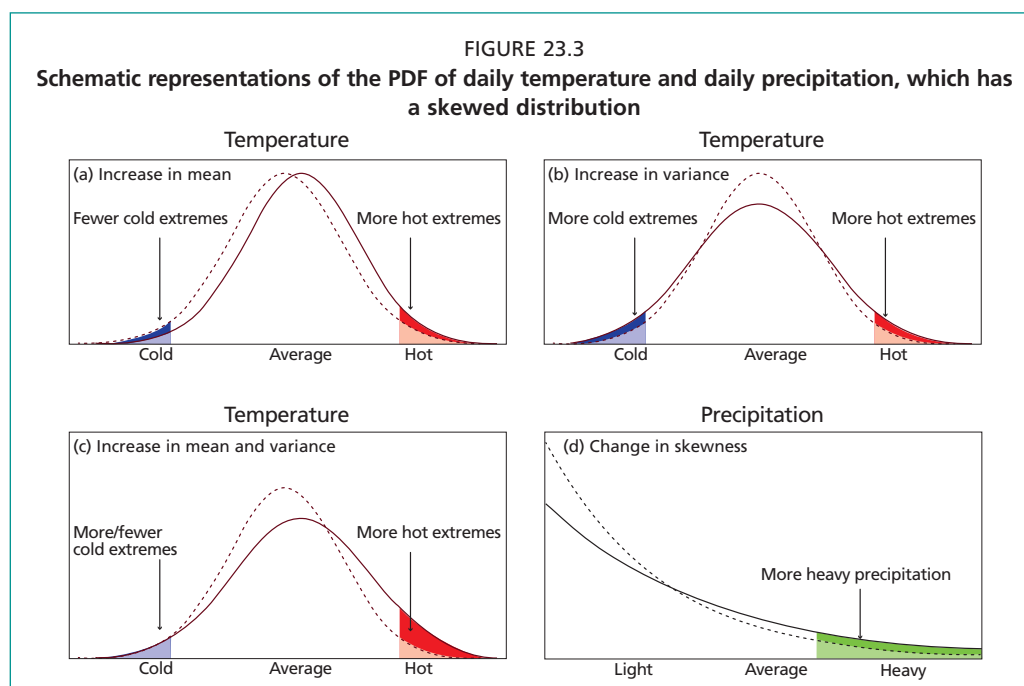 FIGURE 23.3
Schematic representations of the PDF of daily temperature and daily precipitation, which has
a skewed distribution
Temperature
(a) Increase in mean
Fewer cold extremes
More hot extremes
Cold
Average
Hot
Temperature
(b) Increase in variance
More cold extremes
More hot extremes
Cold
Average
Hot
Temperature
(c) Increase in mean and variance
More/fewer
cold extremes
More hot extremes
Cold
Average
Hot
Precipitation
(d) Change in skewness
More heavy precipitation
Light
Average
Heavy